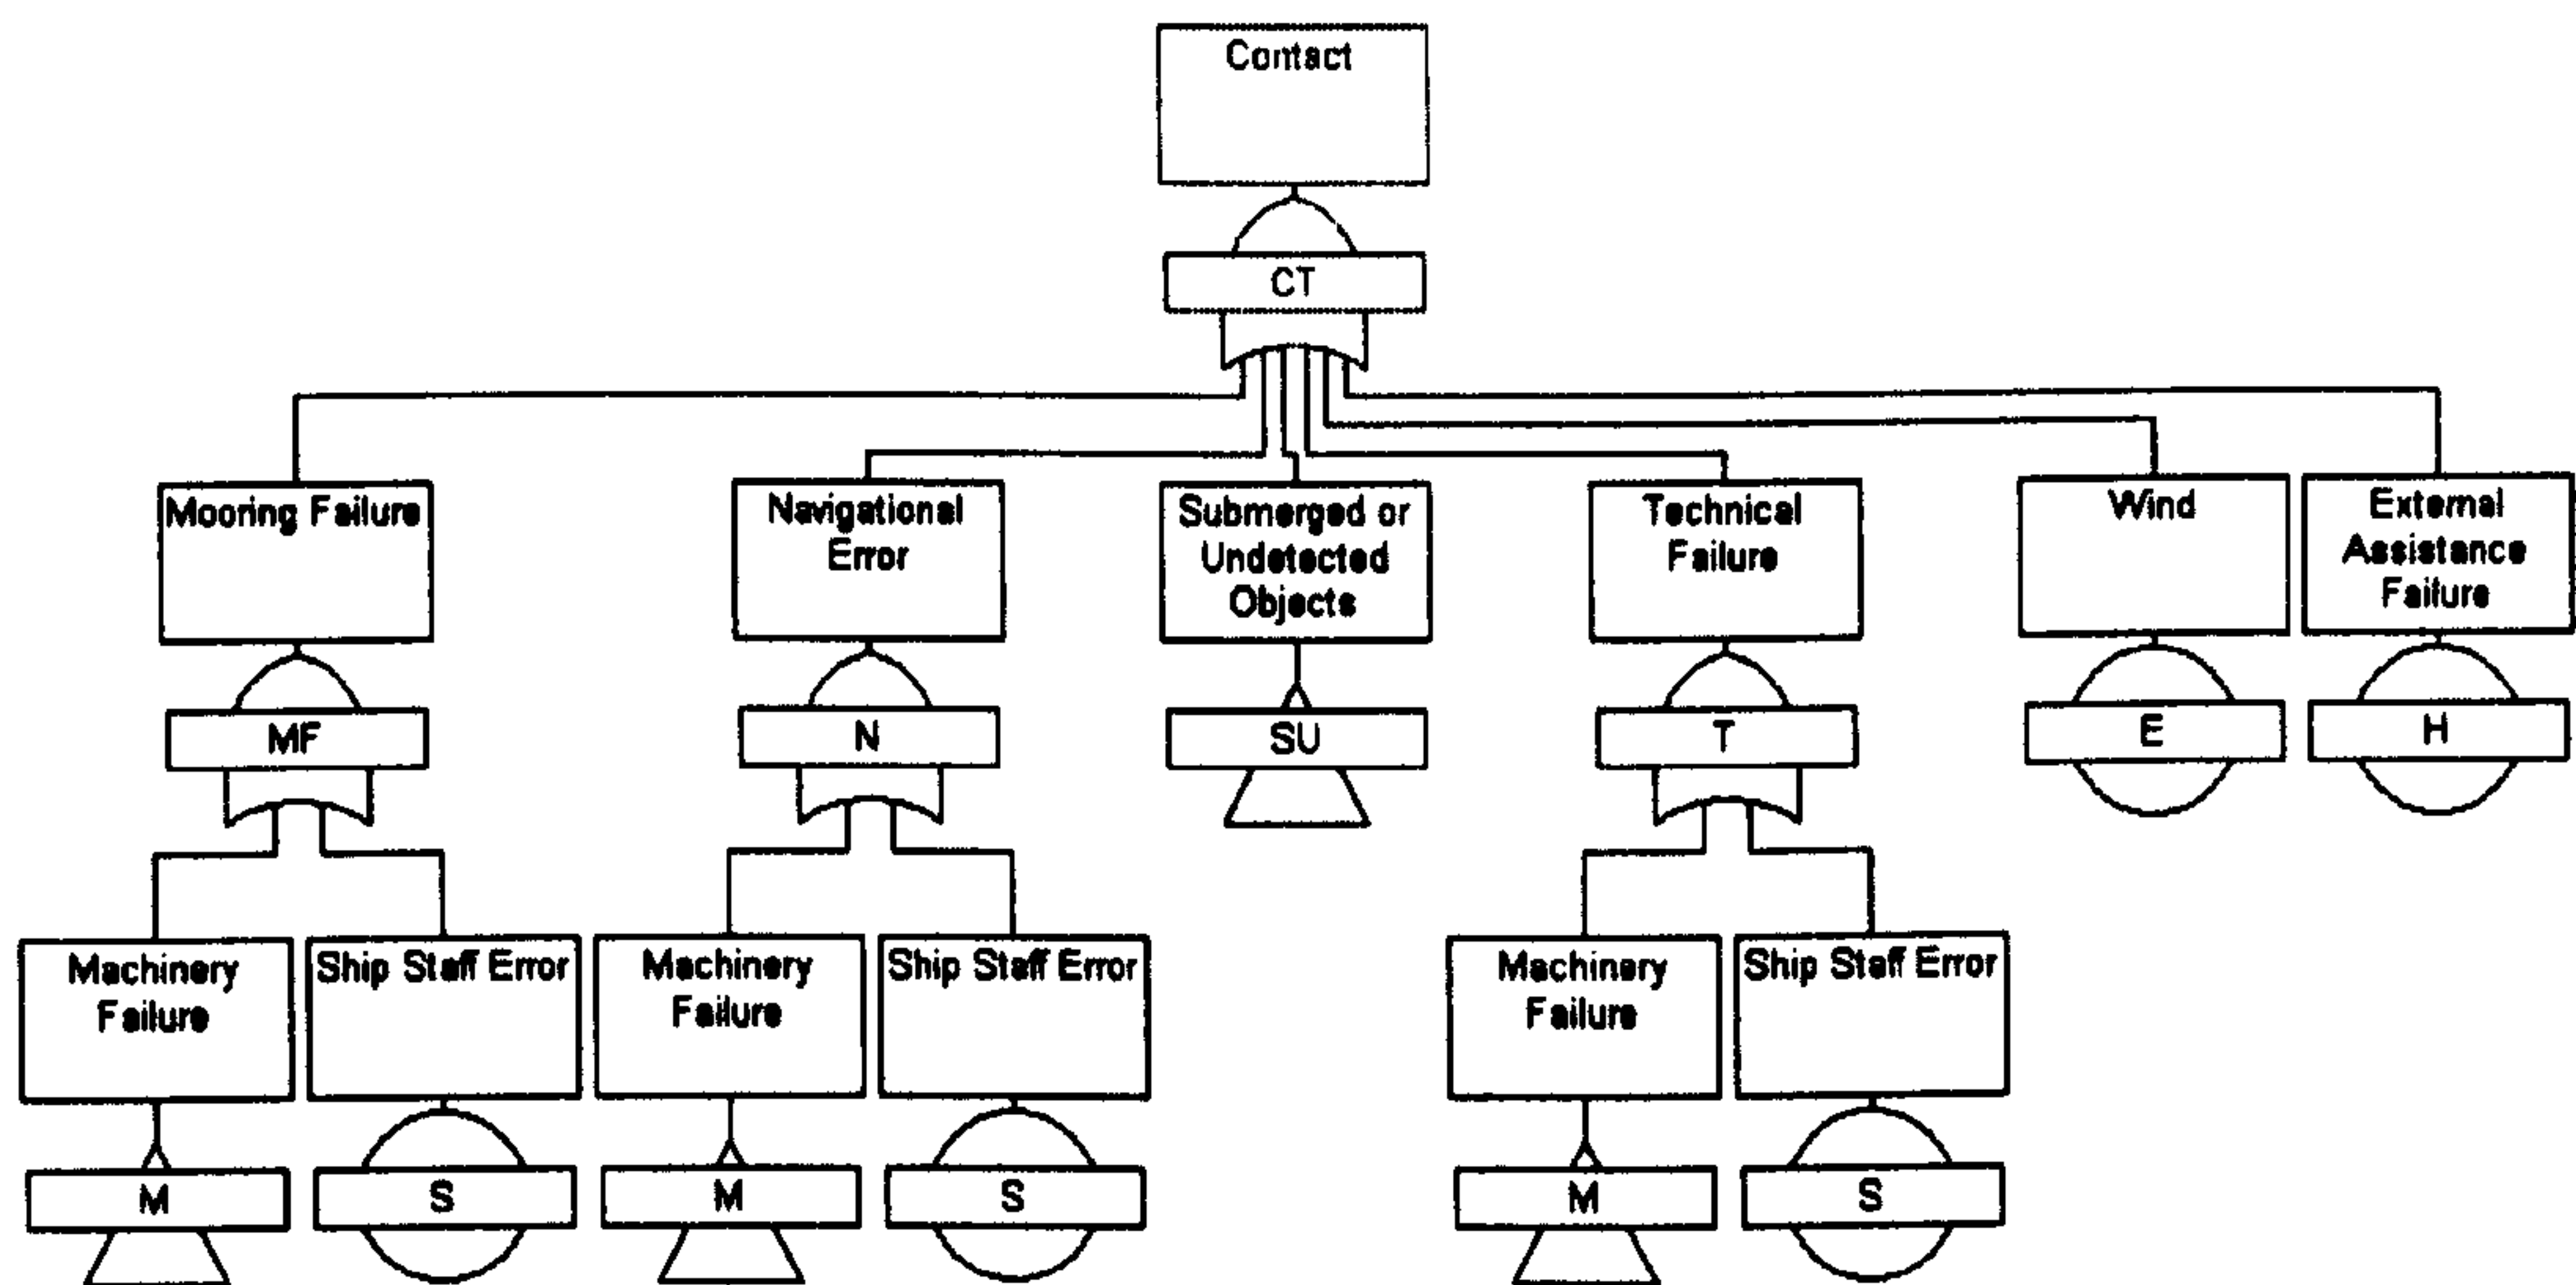 Contact
CT
Mooring Failure
Navigational
Error
Submerged or
Undetected
Objects
Technical
Failure
Wind
External
Assistance
Failure
MF
N
SU
T
E
H
Machinery
Failure
Ship Staff Error
Machinery
Failure
Ship Staff Error
Machinery
Failure
Ship Staff Error
M
S
M
S
M
S